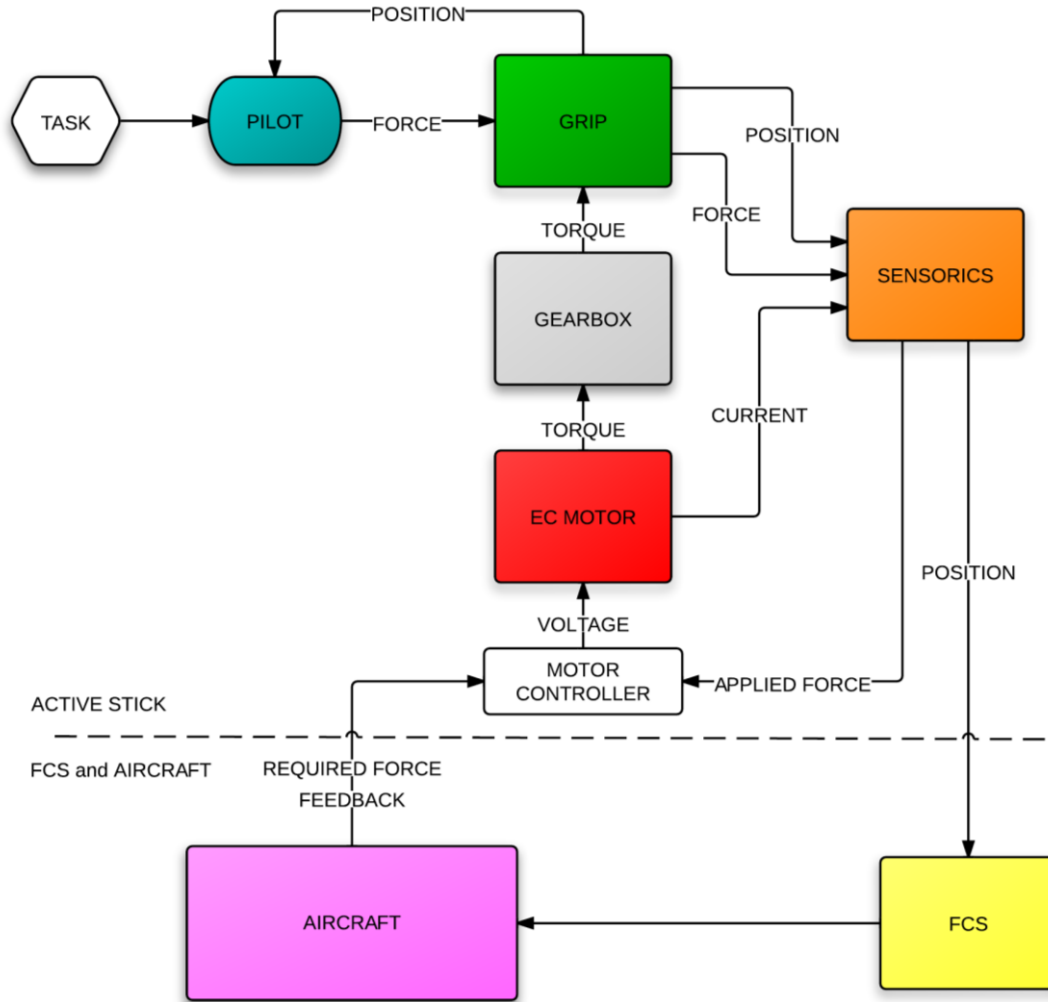 POSITION
TASK
PILOT
FORCE
GRIP
POSITION
FORCE
TORQUE
SENSORICS
GEARBOX
CURRENT
TORQUE
EC MOTOR
POSITION
VOLTAGE
MOTOR
CONTROLLER
APPLIED FORCE
ACTIVE STICK
FCS and AIRCRAFT
REQUIRED FORCE
FEEDBACK
AIRCRAFT
FCS